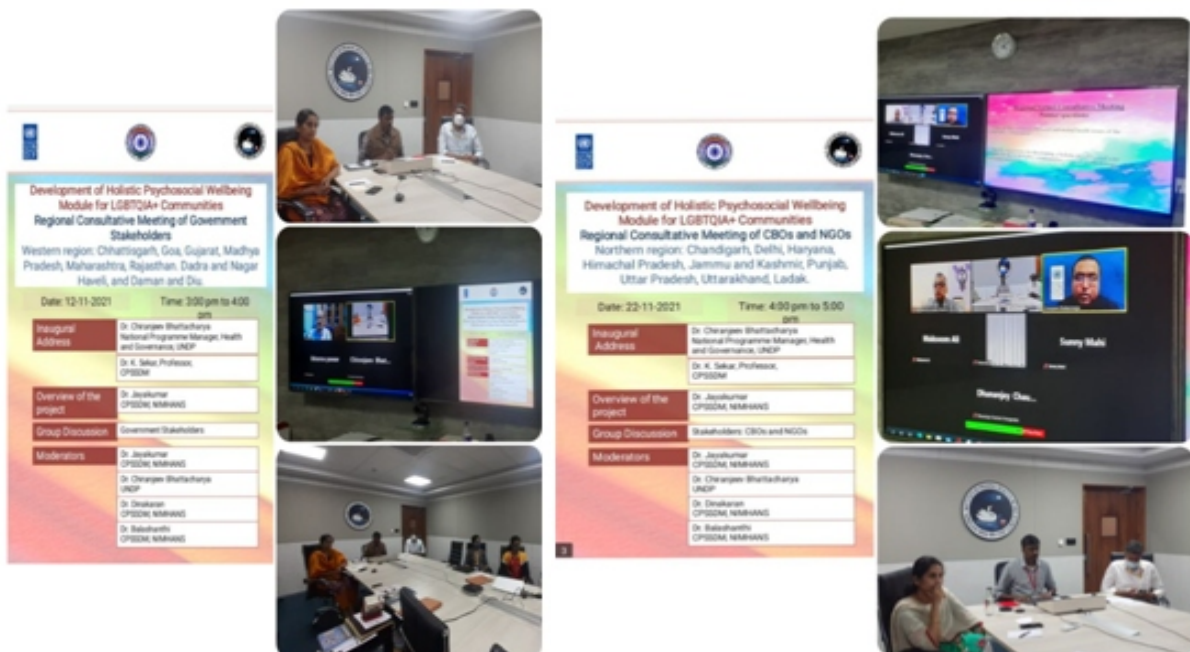 Development of Holistic Psychosocial Wellbeing
Module for LGBTQIA+ Communities
Regional Consultative Meeting of Government
Stakeholders
Western region: Chhattisgarh, Goa, Gujarat, Madhya
Pradesh, Maharashtra, Rajasthan. Dadra and Nagar
Haveli, and Daman and Diu.
Date: 12-11-2021 Time: 3:00 pm to 4:00
pm
Inaugural
Address
Dr. Chiranjeev Bhattacharya
National Programme Manager, Health
and Governance, UNDP
Dr. K. Sekar, Professor,
CPSSDM
Overview of the
project
Dr. Jayakumar
CPSSDM, NIMHANS
Group Discussion
Government Stakeholders
Moderators
Dr. Jayakumar
CPSSDM, NIMHANS
Dr. Chiranjeev Bhattacharya
UNDP
Dr. Dinakaran
CPSSDM, NIMHANS
Dr. Balashanthi
CPSSDM, NIMHANS
Development of Holistic Psychosocial Wellbeing
Module for LGBTQIA+ Communities
Regional Consultative Meeting of CBOs and NGOs
Northern region: Chandigarh, Delhi, Haryana,
Himachal Pradesh, Jammu and Kashmir, Punjab,
Uttar Pradesh, Uttarakhand, Ladak.
Date: 22-11-2021 Time: 4:00 pm to 5:00
pm
Inaugural
Address
Dr. Chiranjeev Bhattacharya
National Programme Manager, Health
and Governance, UNDP
Dr. K. Sekar, Professor,
CPSSDM
Overview of the
project
Dr. Jayakumar
CPSSDM, NIMHANS
Group Discussion
Stakeholders: CBOs and NGOs
Moderators
Dr. Jayakumar
CPSSDM, NIMHANS
Dr. Chiranjeev Bhattacharya
UNDP
Dr. Dinakaran
CPSSDM, NIMHANS
Dr. Balashanthi
CPSSDM, NIMHANS
3
Sunny Mahi